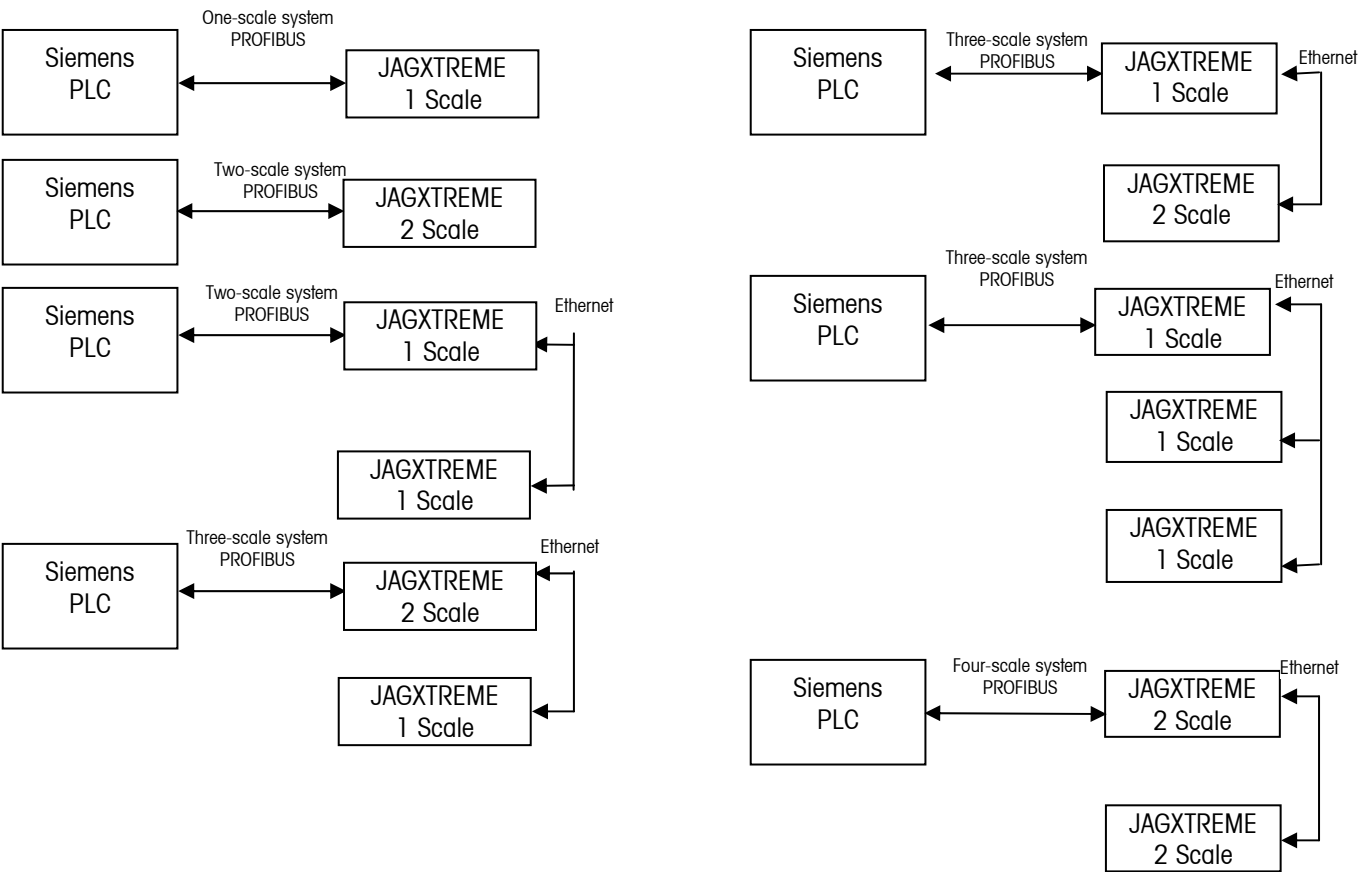 One-scale system
PROFIBUS
Siemens
PLC
JAGXTREME
1 Scale
Two-scale system
PROFIBUS
Siemens
PLC
JAGXTREME
2 Scale
Two-scale system
PROFIBUS
Siemens
PLC
JAGXTREME
1 Scale
Ethernet
JAGXTREME
1 Scale
Three-scale system
PROFIBUS
Siemens
PLC
JAGXTREME
2 Scale
Ethernet
JAGXTREME
1 Scale
Three-scale system
PROFIBUS
Siemens
PLC
JAGXTREME
1 Scale
Ethernet
JAGXTREME
2 Scale
Three-scale system
PROFIBUS
Siemens
PLC
JAGXTREME
1 Scale
Ethernet
JAGXTREME
1 Scale
JAGXTREME
1 Scale
Four-scale system
PROFIBUS
Siemens
PLC
JAGXTREME
2 Scale
Ethernet
JAGXTREME
2 Scale